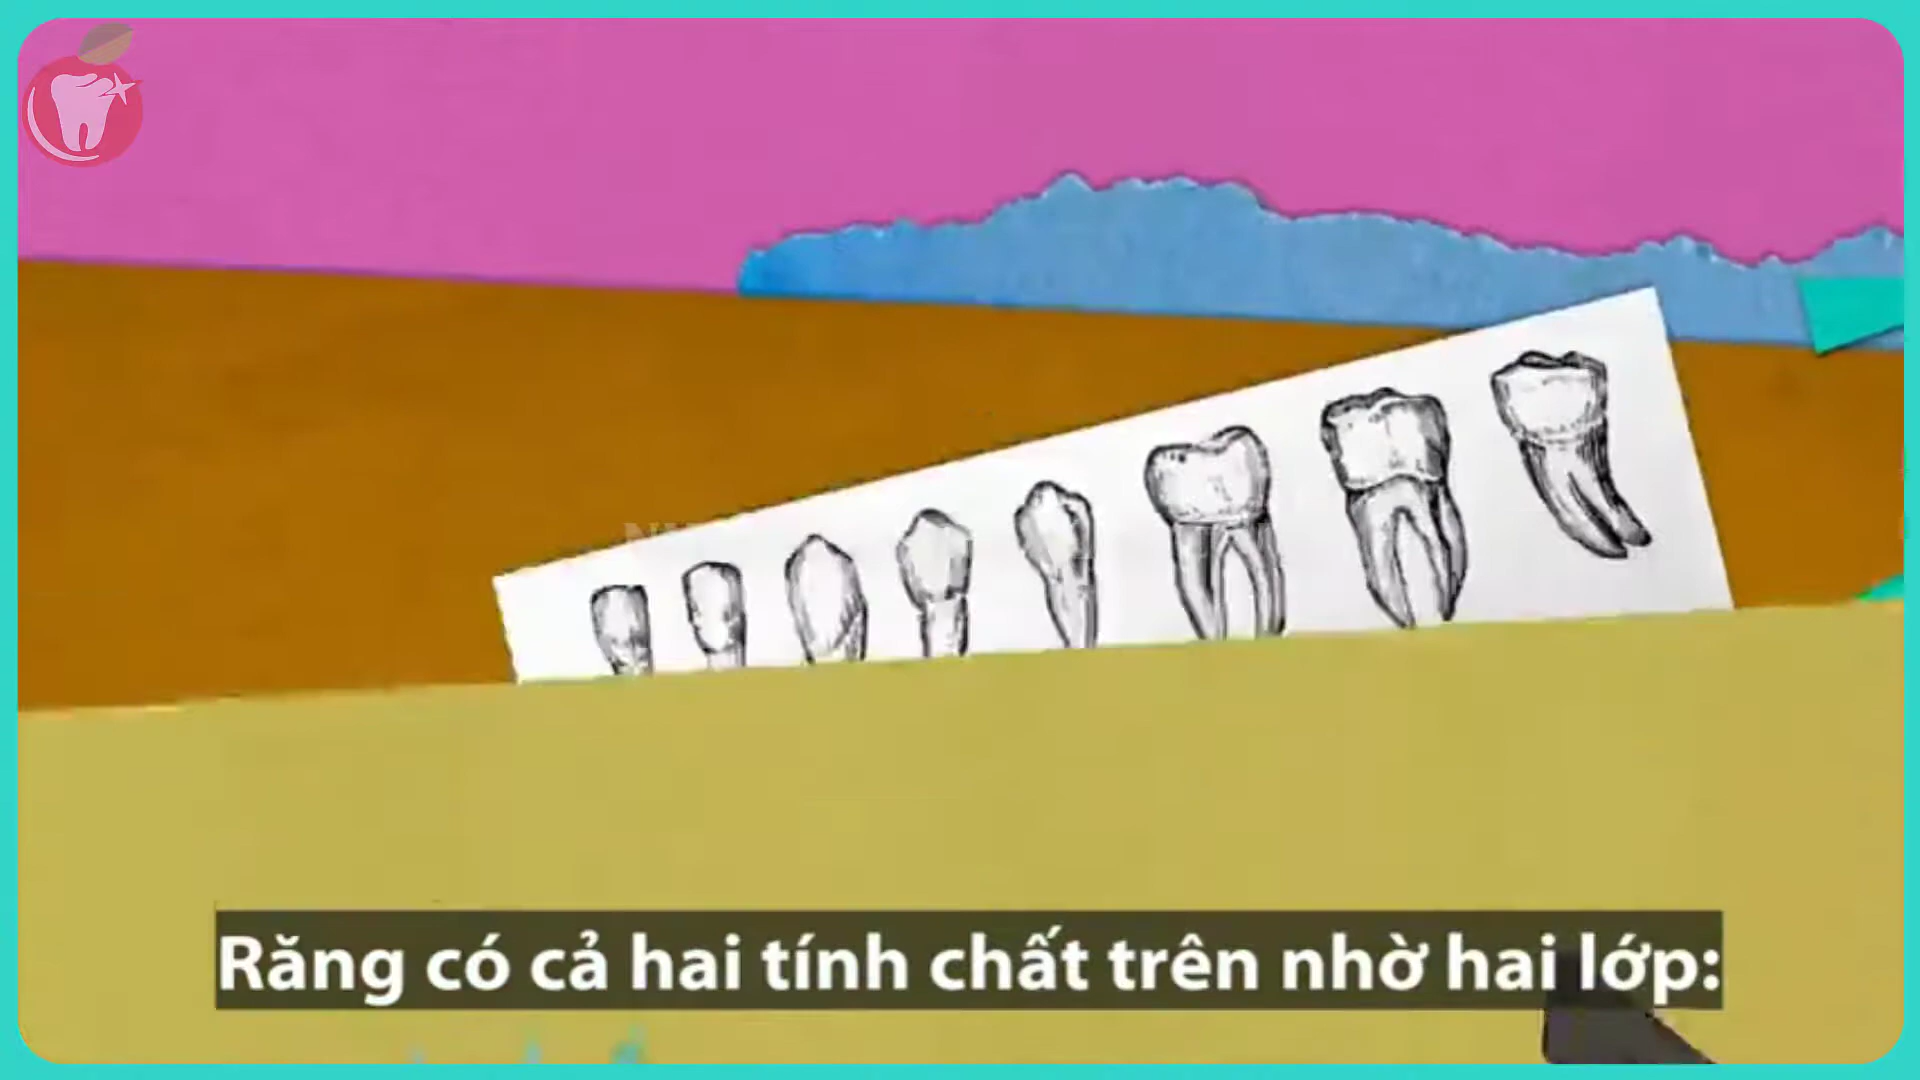 Răng có cả hai tính chất trên nhờ hai lớp: